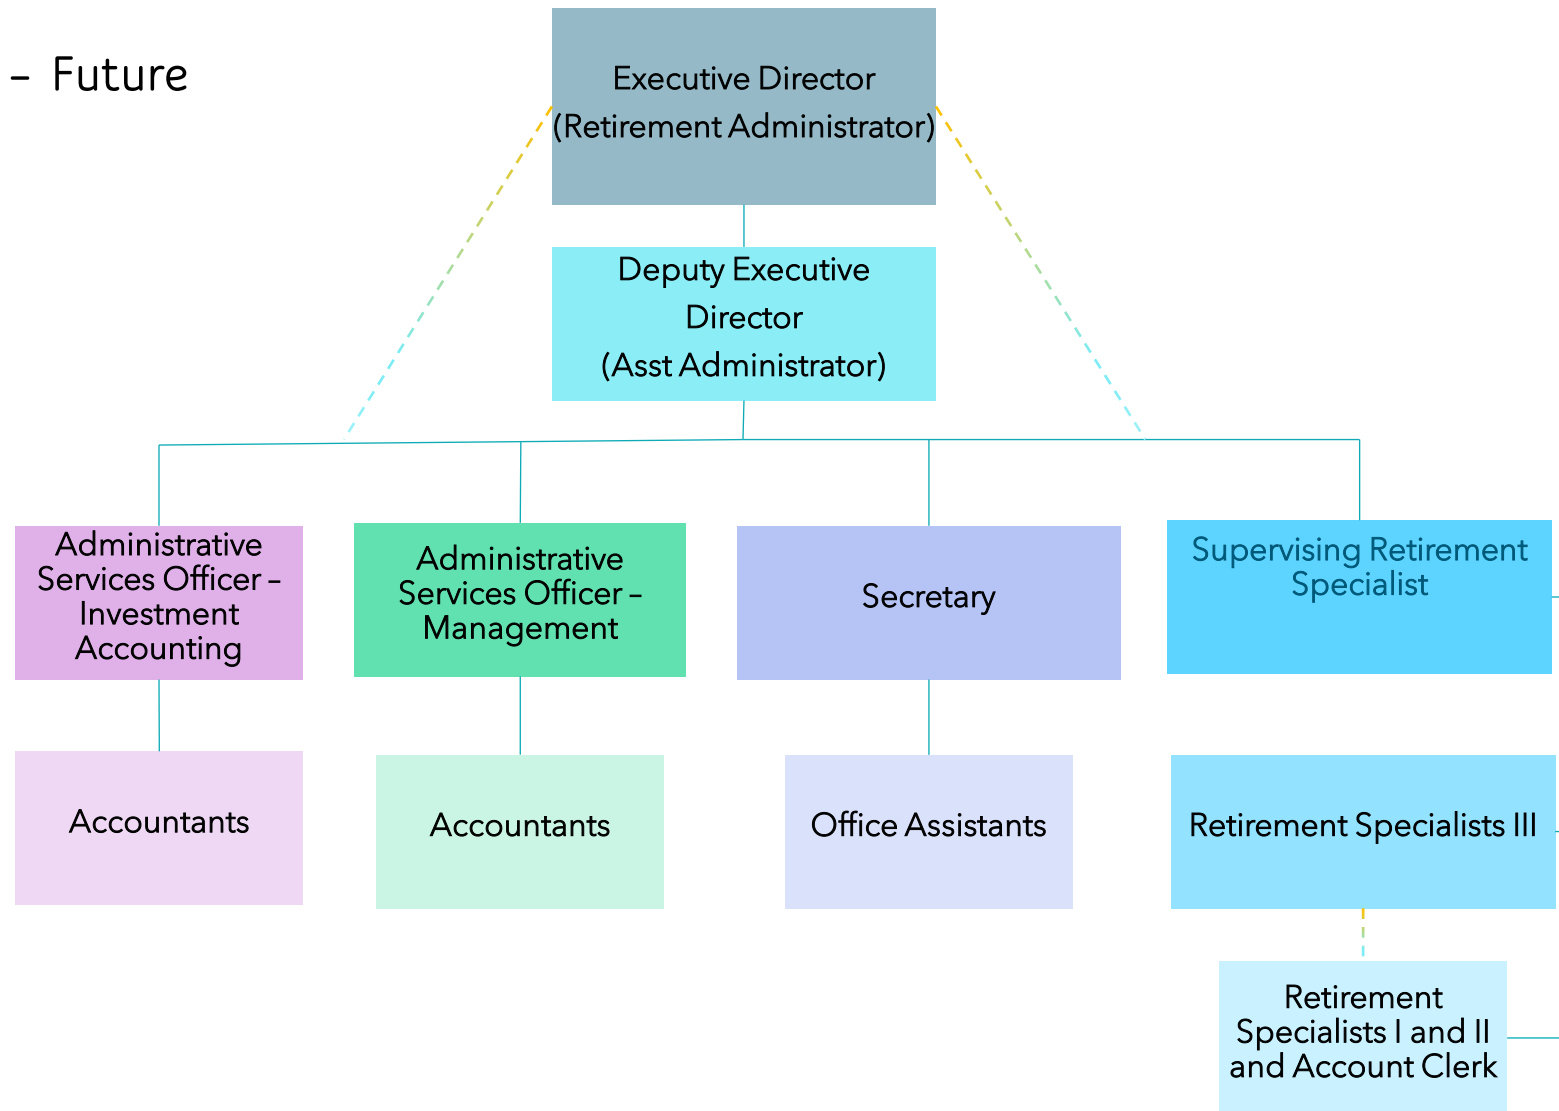 - Future
Executive Director
(Retirement Administrator)
Deputy Executive
Director
(Asst Administrator)
Administrative
Services Officer –
Investment
Accounting
Administrative
Services Officer –
Management
Secretary
Supervising Retirement
Specialist
Accountants
Accountants
Office Assistants
Retirement Specialists III
Retirement
Specialists I and II
and Account Clerk